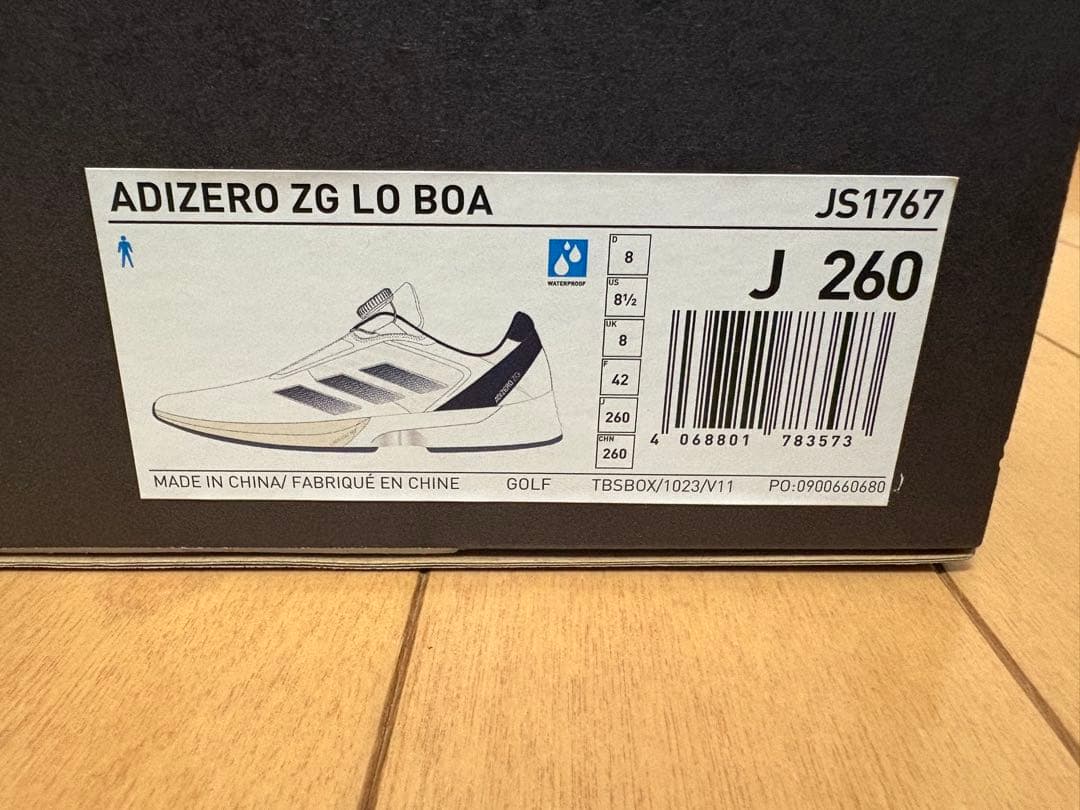 ADIZERO ZG LO BOA JS1767
WATERPROOF
J 260
D 8
US 8½
UK 8
F 42
J 260
CHN 260
ADIZERO ZG
4 068801 783573
MADE IN CHINA/ FABRIQUÉ EN CHINE GOLF TBSBOX/1023/V11 PO:0900660680